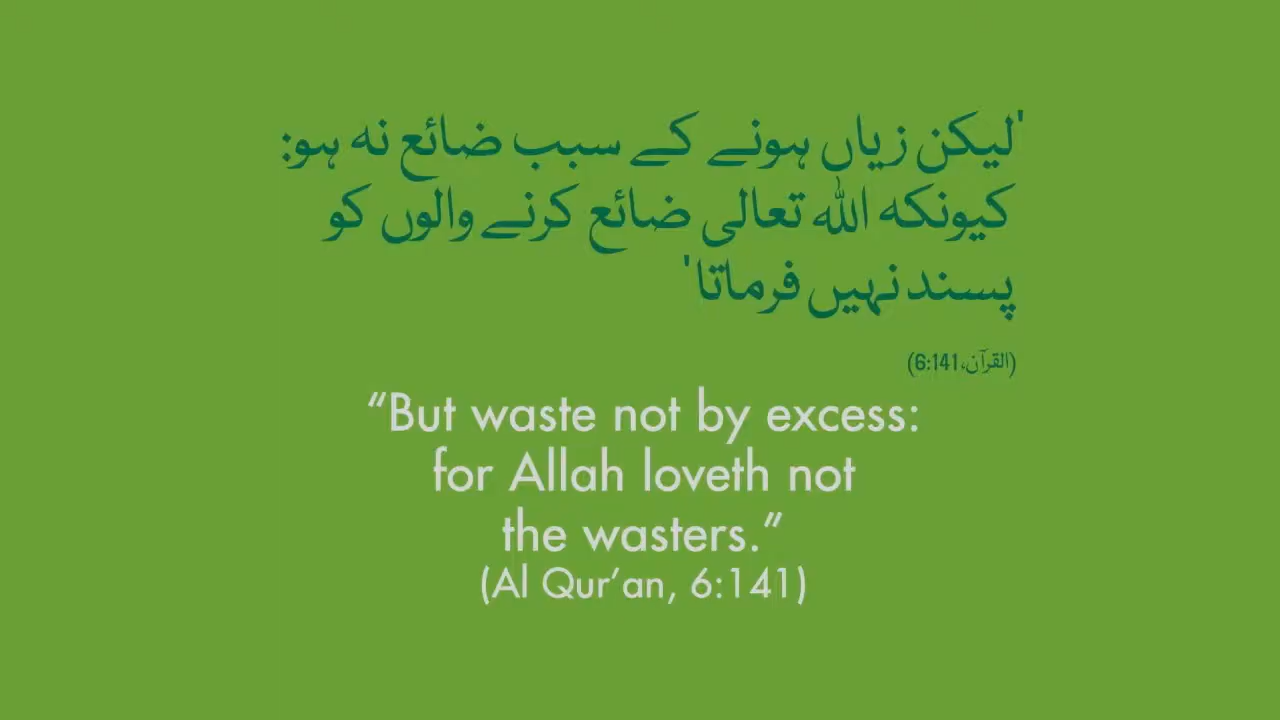 'لیکن زیاں ہونے کے سبب ضائع نہ ہو:
کیونکہ اللہ تعالی ضائع کرنے والوں کو
پسند نہیں فرماتا'
(القرآن، 6:141)
“But waste not by excess:
for Allah loveth not
the wasters.”
(Al Qur’an, 6:141)